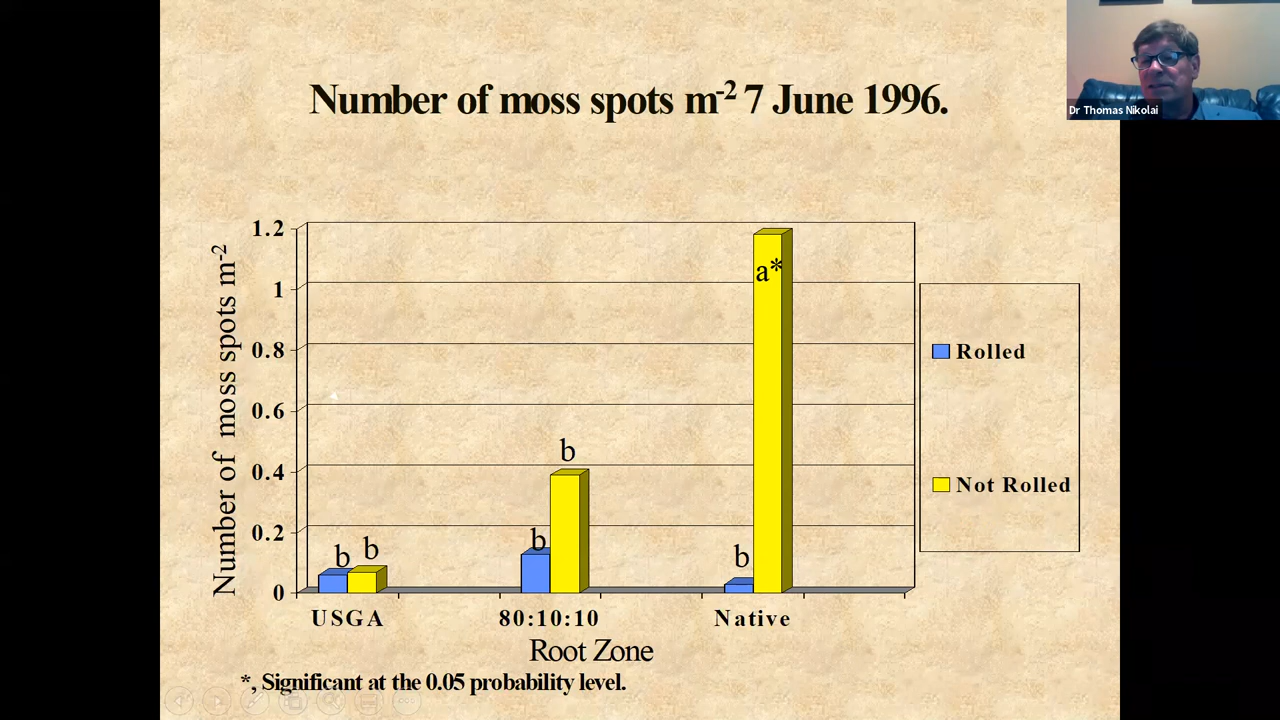 Number of moss spots m-2 7 June 1996.
Dr Thomas Nikolai
Number of moss spots m-2
1.2
1
0.8
0.6
0.4
0.2
0
b
b
b
b
b
a*
USGA
80:10:10
Native
Root Zone
Rolled
Not Rolled
*, Significant at the 0.05 probability level.